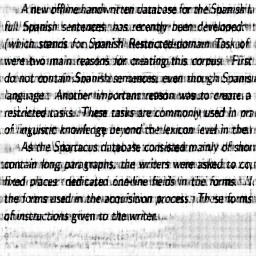 A new offline handwritten database for the Spanish l
full Spanish sentences, has recently been developed:
(which stands for Spanish Restricted-domain Task of
were two main reasons for creating this corpus. First
do not contain Spanish sentences, even though Spanis
language. Another important reason was to create a
restricted tasks. These tasks are commonly used in pra
of linguistic knowledge beyond the lexicon level in the
As the Spartacus database consisted mainly of shor
contain long paragraphs, the writers were asked to co
fixed places: dedicated one-line fields in the forms.
the forms used in the acquisition process. These forms
of instructions given to the writer.